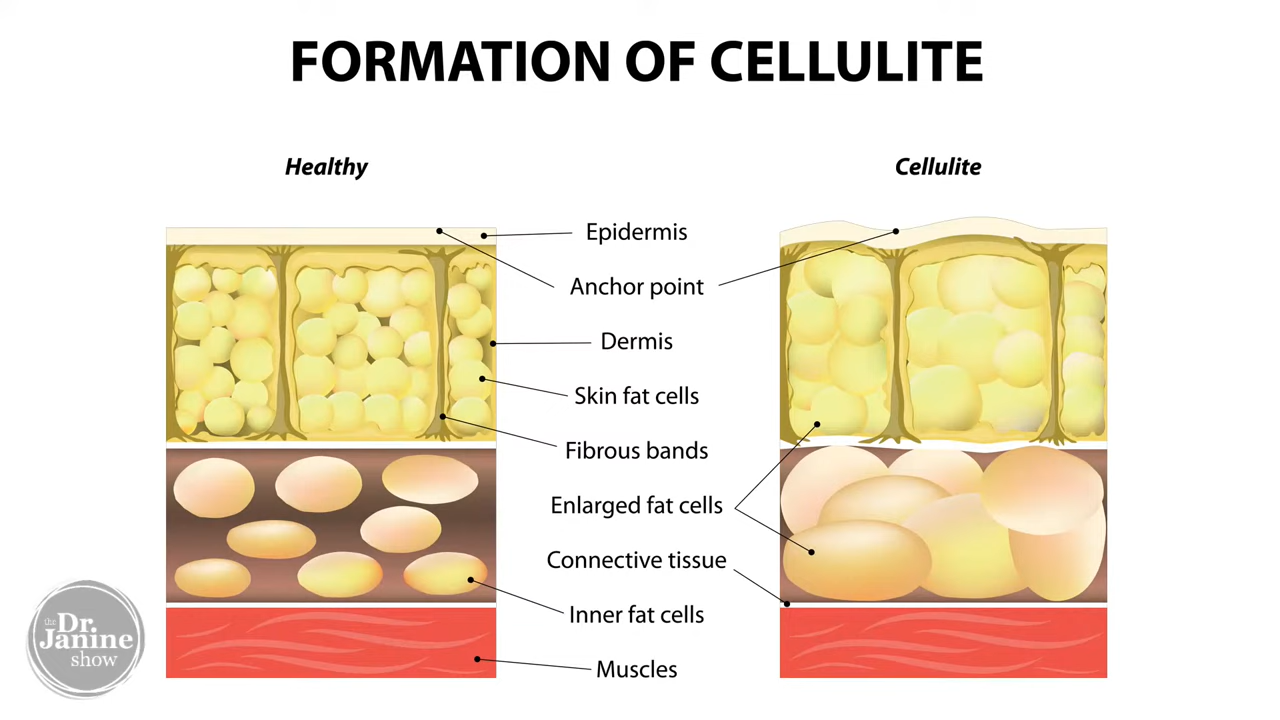 FORMATION OF CELLULITE
Healthy
Cellulite
Epidermis
Anchor point
Dermis
Skin fat cells
Fibrous bands
Enlarged fat cells
Connective tissue
Inner fat cells
Muscles
the
Dr.
Janine
show